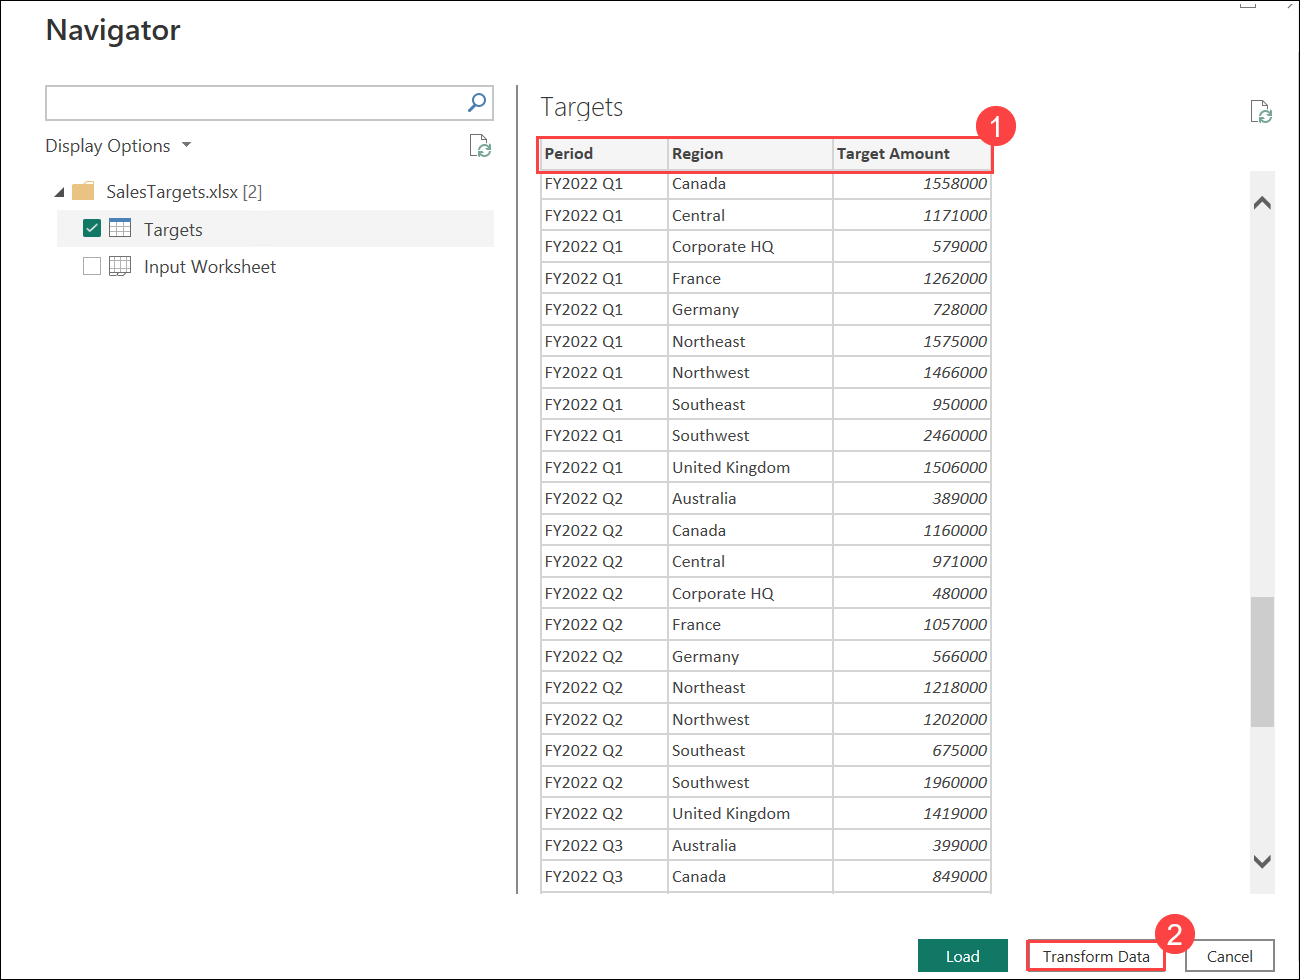 Navigator
Display Options
SalesTargets.xlsx [2]
Targets
Input Worksheet
Targets
1
Period Region Target Amount
FY2022 Q1 Canada 1558000
FY2022 Q1 Central 1171000
FY2022 Q1 Corporate HQ 579000
FY2022 Q1 France 1262000
FY2022 Q1 Germany 728000
FY2022 Q1 Northeast 1575000
FY2022 Q1 Northwest 1466000
FY2022 Q1 Southeast 950000
FY2022 Q1 Southwest 2460000
FY2022 Q1 United Kingdom 1506000
FY2022 Q2 Australia 389000
FY2022 Q2 Canada 1160000
FY2022 Q2 Central 971000
FY2022 Q2 Corporate HQ 480000
FY2022 Q2 France 1057000
FY2022 Q2 Germany 566000
FY2022 Q2 Northeast 1218000
FY2022 Q2 Northwest 1202000
FY2022 Q2 Southeast 675000
FY2022 Q2 Southwest 1960000
FY2022 Q2 United Kingdom 1419000
FY2022 Q3 Australia 399000
FY2022 Q3 Canada 849000
2
Load Transform Data Cancel